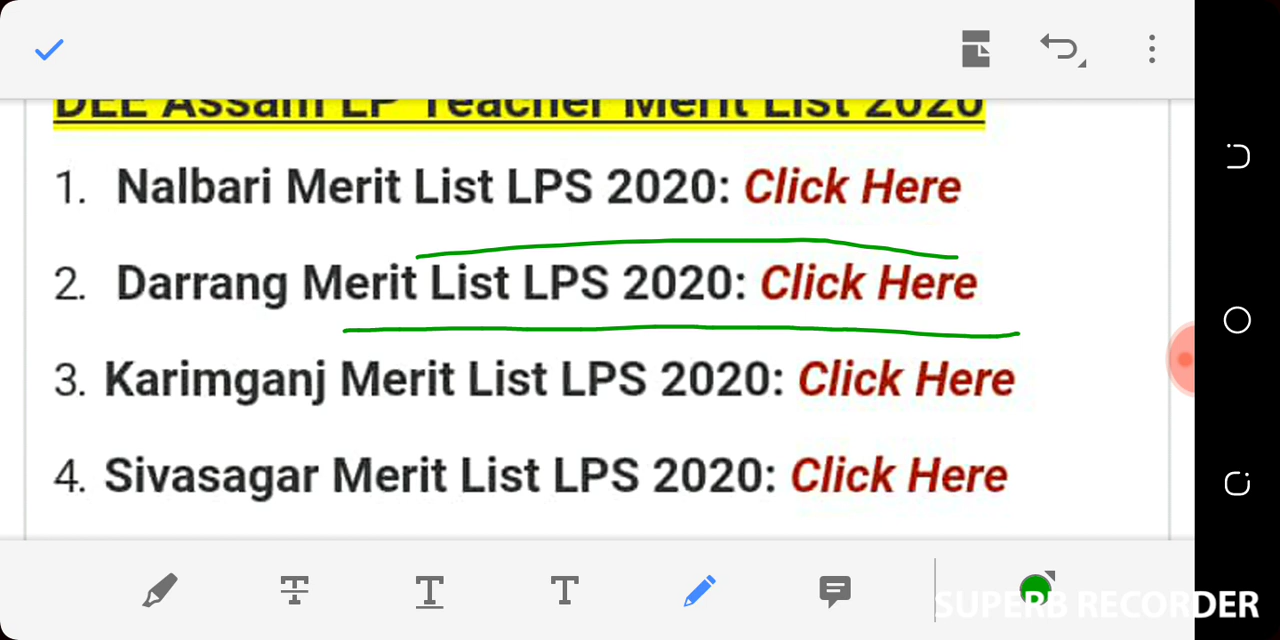 DEE Assam LP Teacher Merit List 2020
1. Nalbari Merit List LPS 2020: Click Here
2. Darrang Merit List LPS 2020: Click Here
3. Karimganj Merit List LPS 2020: Click Here
4. Sivasagar Merit List LPS 2020: Click Here
SUPERB RECORDER